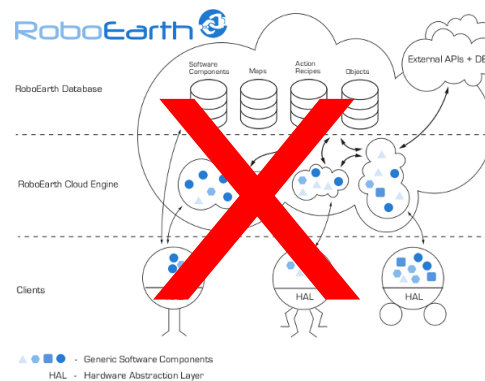 RoboEarth
Software
Components
Maps
Action
Recipes
Objects
External APIs + DB
RoboEarth Database
RoboEarth Cloud Engine
Clients
HAL
HAL
- Generic Software Components
HAL - Hardware Abstraction Layer